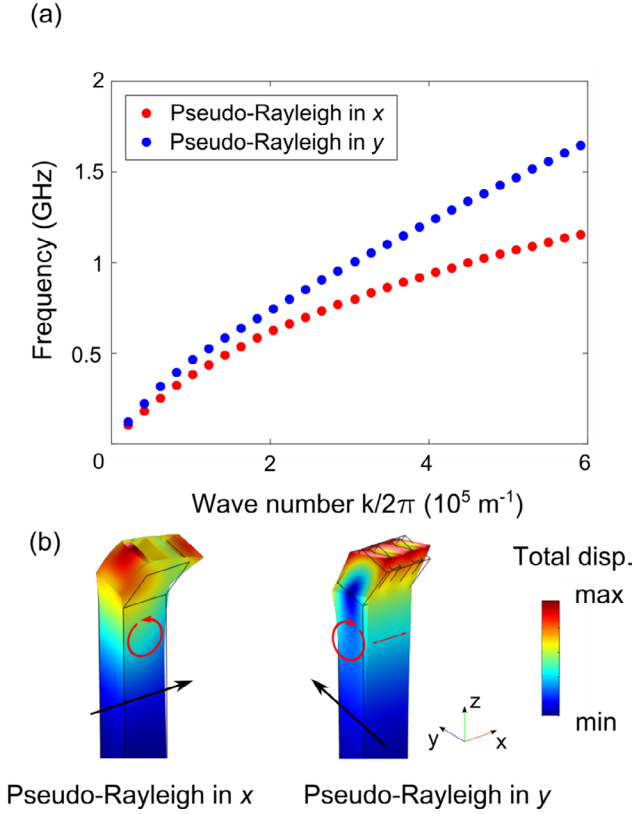 (a)
2
1.5
1
0.5
0
2
4
6
Frequency (GHz)
Pseudo-Rayleigh in x
Pseudo-Rayleigh in y
Wave number k/2π (10⁵ m⁻¹)
(b)
Total disp.
max
min
z
y
x
Pseudo-Rayleigh in x
Pseudo-Rayleigh in y